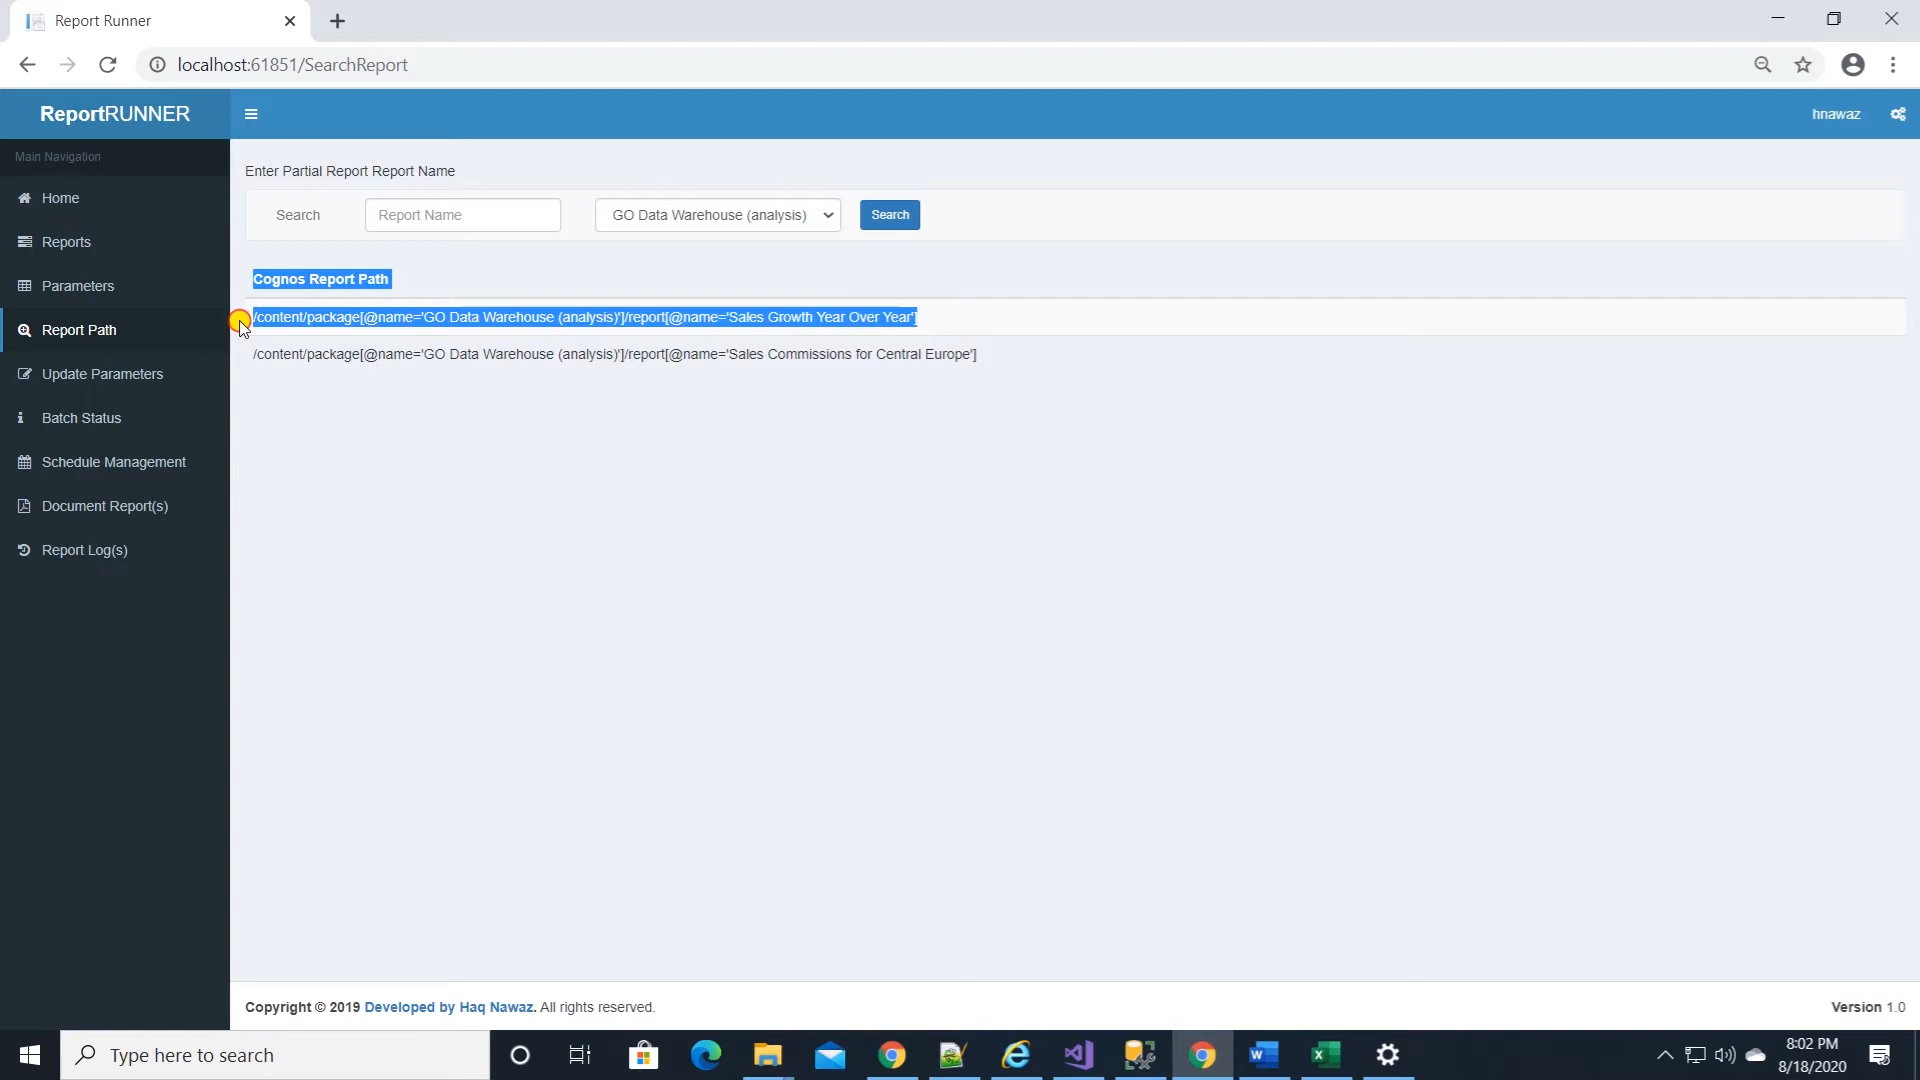 Report Runner
localhost:61851/SearchReport
ReportRUNNER
hnawaz
Main Navigation
Home
Reports
Parameters
Report Path
Update Parameters
Batch Status
Schedule Management
Document Report(s)
Report Log(s)
Enter Partial Report Report Name
Search Report Name GO Data Warehouse (analysis) Search
Cognos Report Path
/content/package[@name='GO Data Warehouse (analysis)']/report[@name='Sales Growth Year Over Year']
/content/package[@name='GO Data Warehouse (analysis)']/report[@name='Sales Commissions for Central Europe']
Copyright © 2019 Developed by Haq Nawaz. All rights reserved.
Version 1.0
Type here to search
8:02 PM
8/18/2020